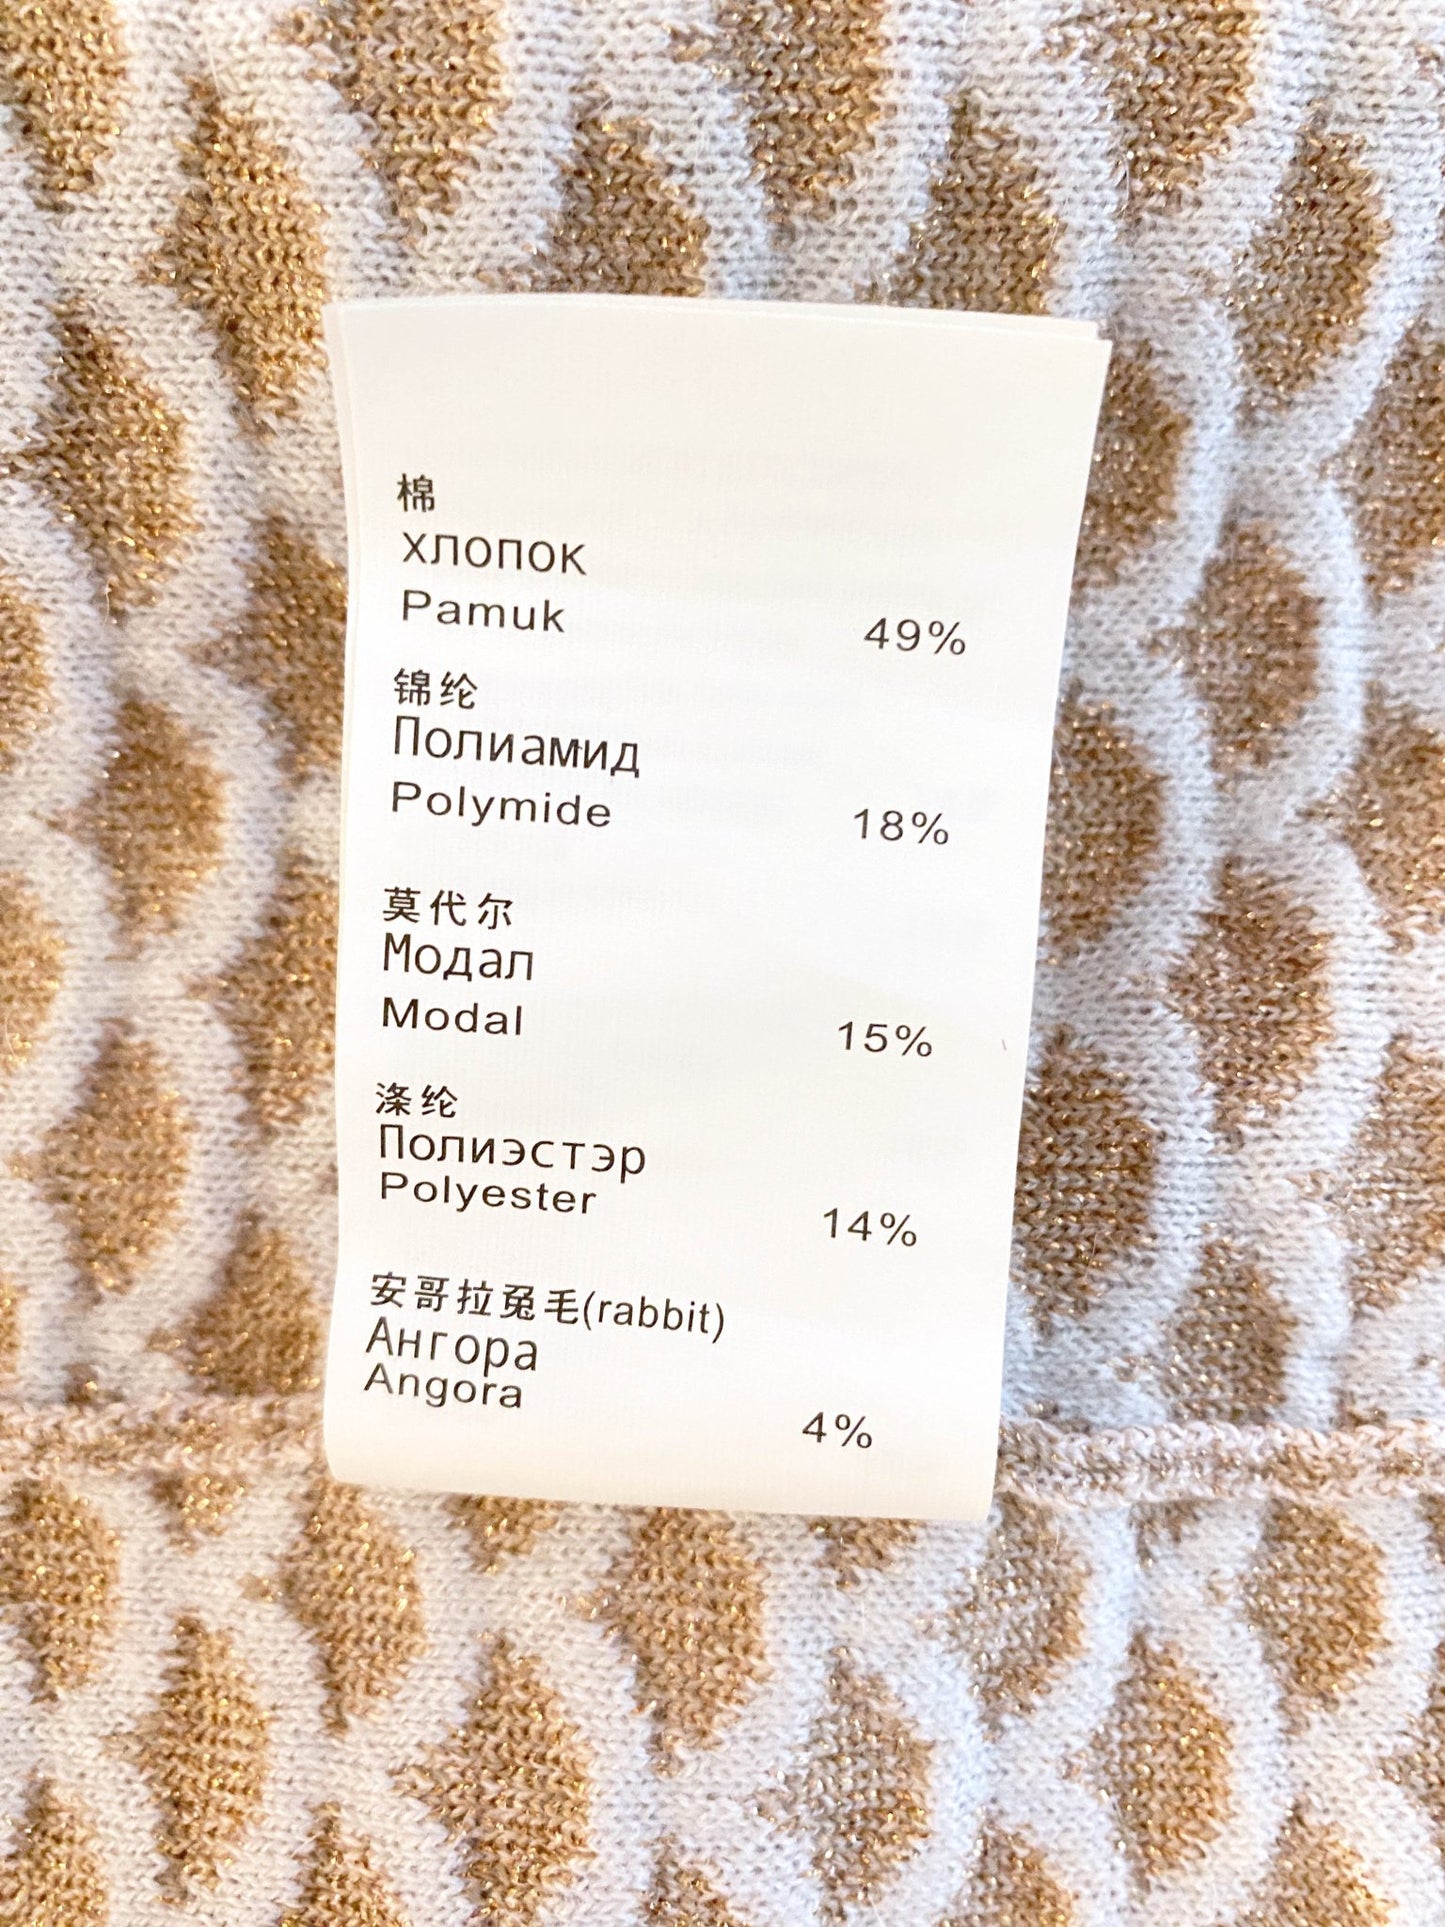 棉
хлопок
Pamuk 49%
锦纶
Полиамид
Polymide 18%
莫代尔
Модал
Modal 15%
涤纶
Полиэстэр
Polyester 14%
安哥拉兔毛(rabbit)
Ангора
Angora 4%